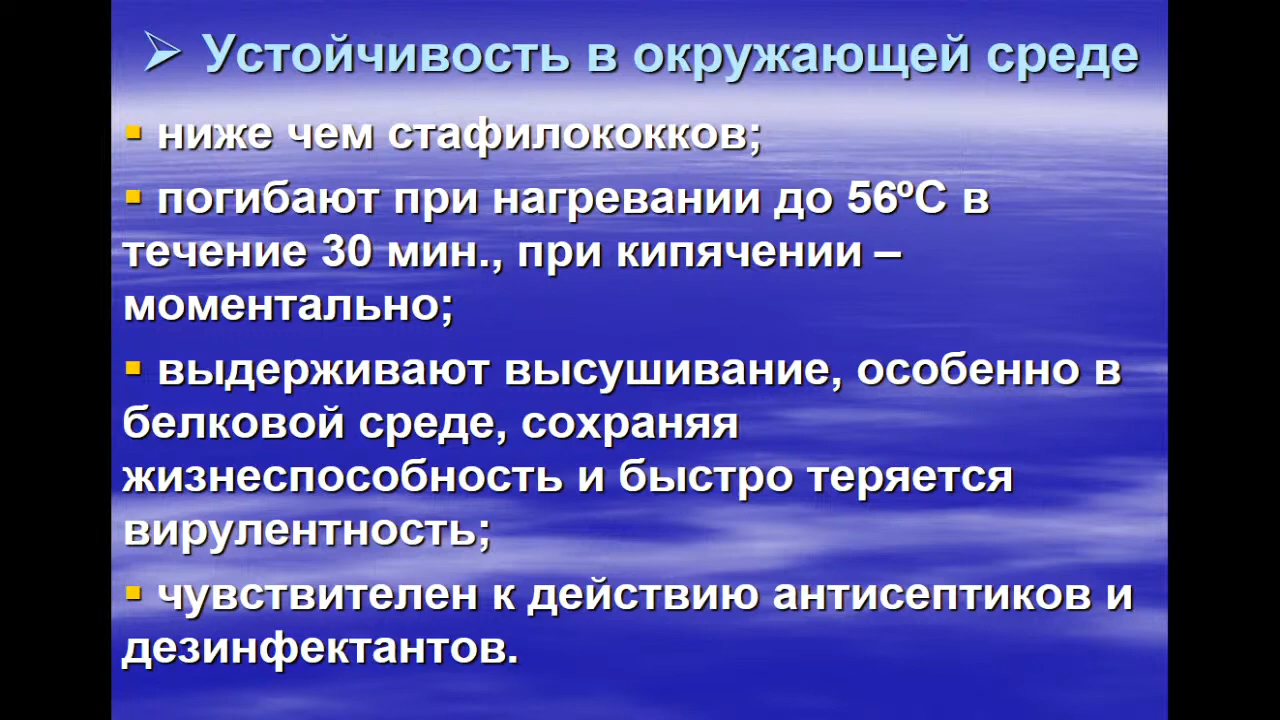 ➢ Устойчивость в окружающей среде
▪ ниже чем стафилококков;
▪ погибают при нагревании до 56ºС в
течение 30 мин., при кипячении –
моментально;
▪ выдерживают высушивание, особенно в
белковой среде, сохраняя
жизнеспособность и быстро теряется
вирулентность;
▪ чувствителен к действию антисептиков и
дезинфектантов.